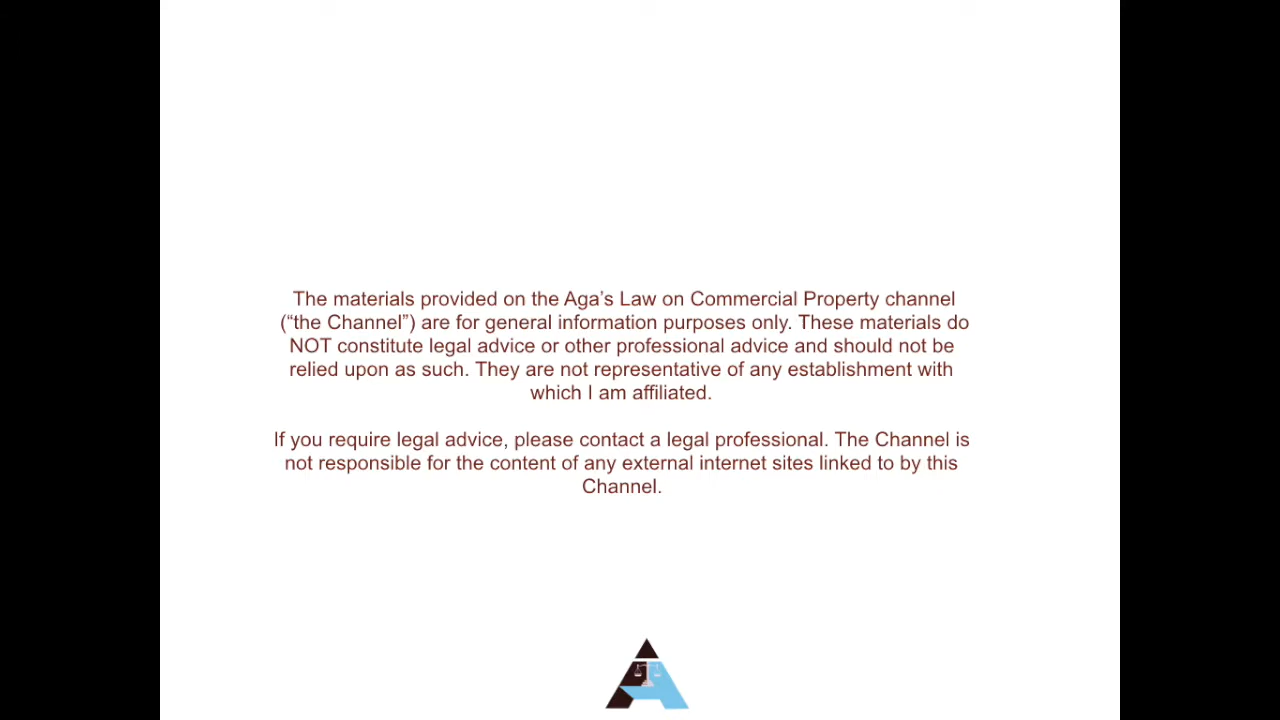 The materials provided on the Aga’s Law on Commercial Property channel
(“the Channel”) are for general information purposes only. These materials do
NOT constitute legal advice or other professional advice and should not be
relied upon as such. They are not representative of any establishment with
which I am affiliated.
If you require legal advice, please contact a legal professional. The Channel is
not responsible for the content of any external internet sites linked to by this
Channel.